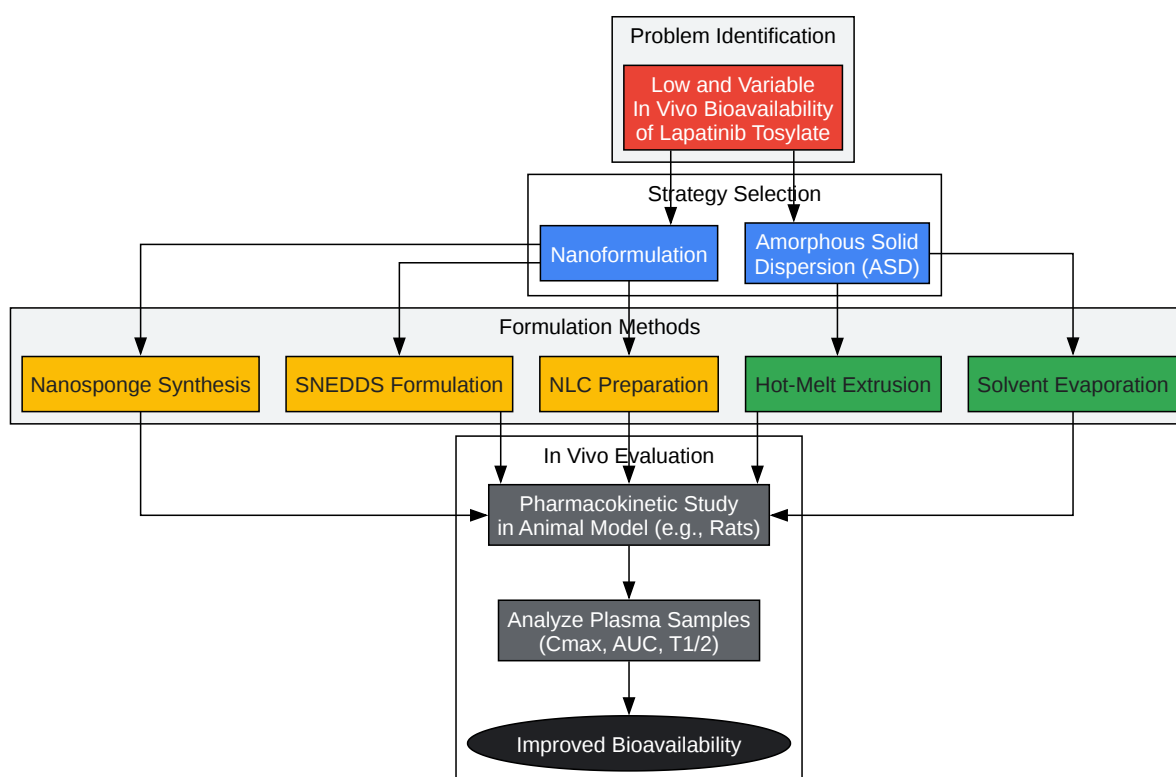 Problem Identification
Low and Variable
In Vivo Bioavailability
of Lapatinib Tosylate
Strategy Selection
Nanoformulation
Amorphous Solid
Dispersion (ASD)
Formulation Methods
Nanosponge Synthesis
SNEDDS Formulation
NLC Preparation
Hot-Melt Extrusion
Solvent Evaporation
In Vivo Evaluation
Pharmacokinetic Study
in Animal Model (e.g., Rats)
Analyze Plasma Samples
(Cmax, AUC, T1/2)
Improved Bioavailability